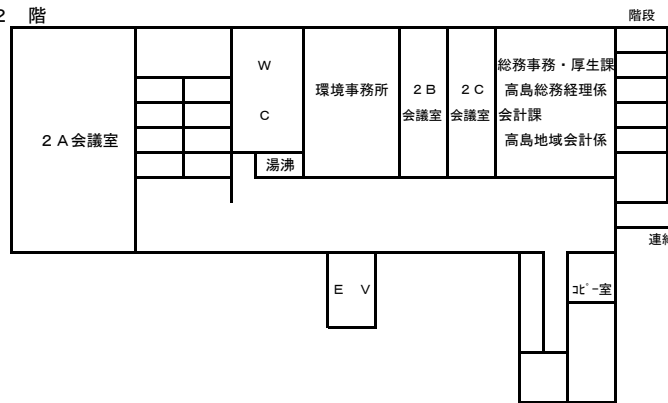 2 階
階段
W
C
環境事務所
２Ｂ
会議室
２Ｃ
会議室
総務事務・厚生課
高島総務経理係
会計課
高島地域会計係
２Ａ会議室
湯沸
連絡
Ｅ Ｖ
ｺﾋﾟｰ室